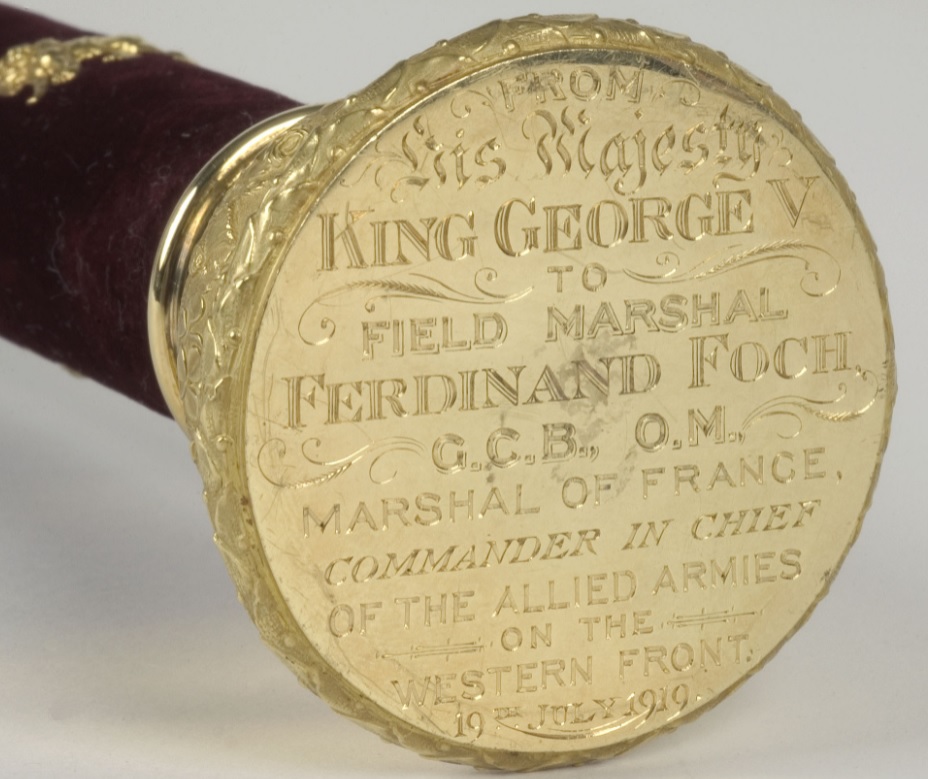 FROM
His Majesty
KING GEORGE V
TO
FIELD MARSHAL
FERDINAND FOCH,
G.C.B., O.M.,
MARSHAL OF FRANCE,
COMMANDER IN CHIEF
OF THE ALLIED ARMIES
ON THE
WESTERN FRONT.
19TH JULY 1919.